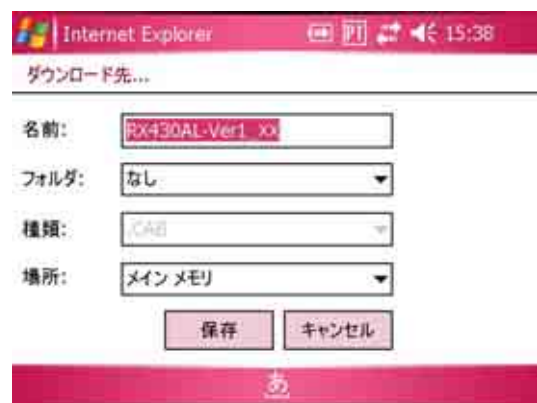 Internet Explorer PI 15:38
ダウンロード先...
名前: RX430AL-Ver1_xx
フォルダ: なし
種類: .CAB
場所: メイン メモリ
保存 キャンセル
あ